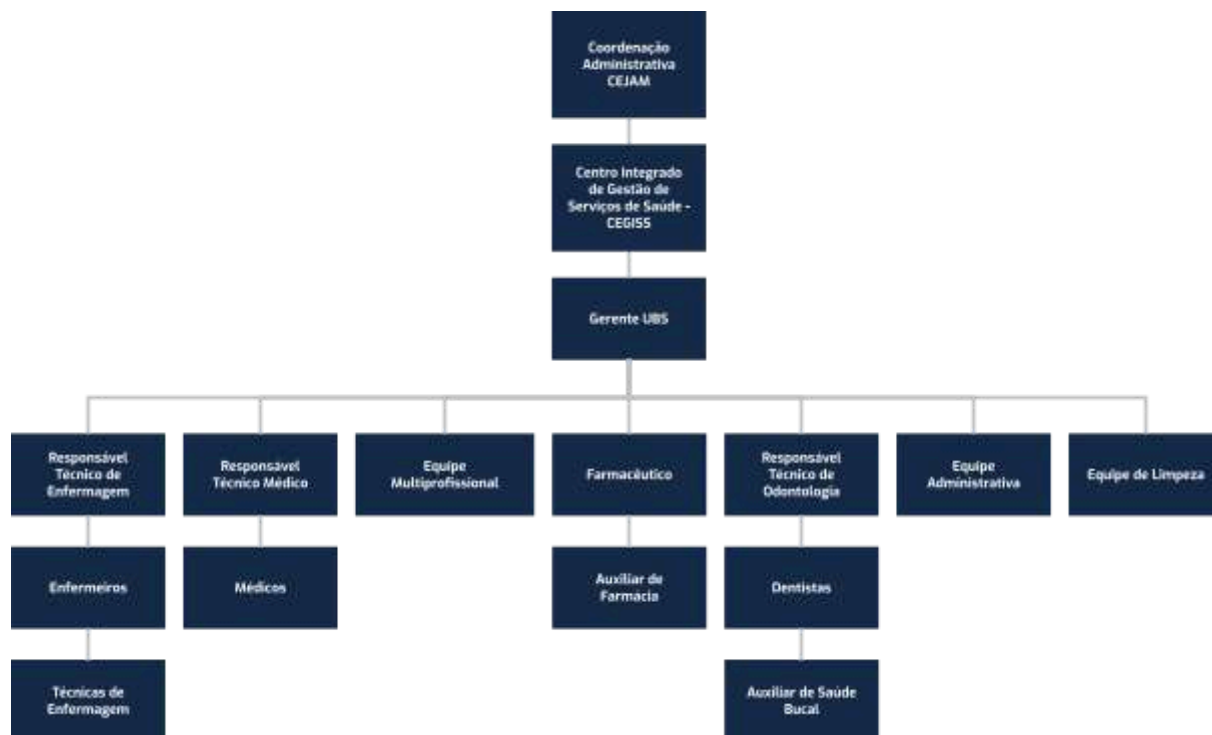 Coordenação
Administrativa
CEJAM
Centro Integrado
de Gestão de
Serviços de Saúde -
CEGISS
Gerente UBS
Responsável
Técnico de
Enfermagem
Responsável
Técnico Médico
Equipe
Multiprofissional
Farmacêutico
Responsável
Técnico de
Odontologia
Equipe
Administrativa
Equipe de Limpeza
Enfermeiros
Médicos
Auxiliar de
Farmácia
Dentistas
Técnicas de
Enfermagem
Auxiliar de Saúde
Bucal